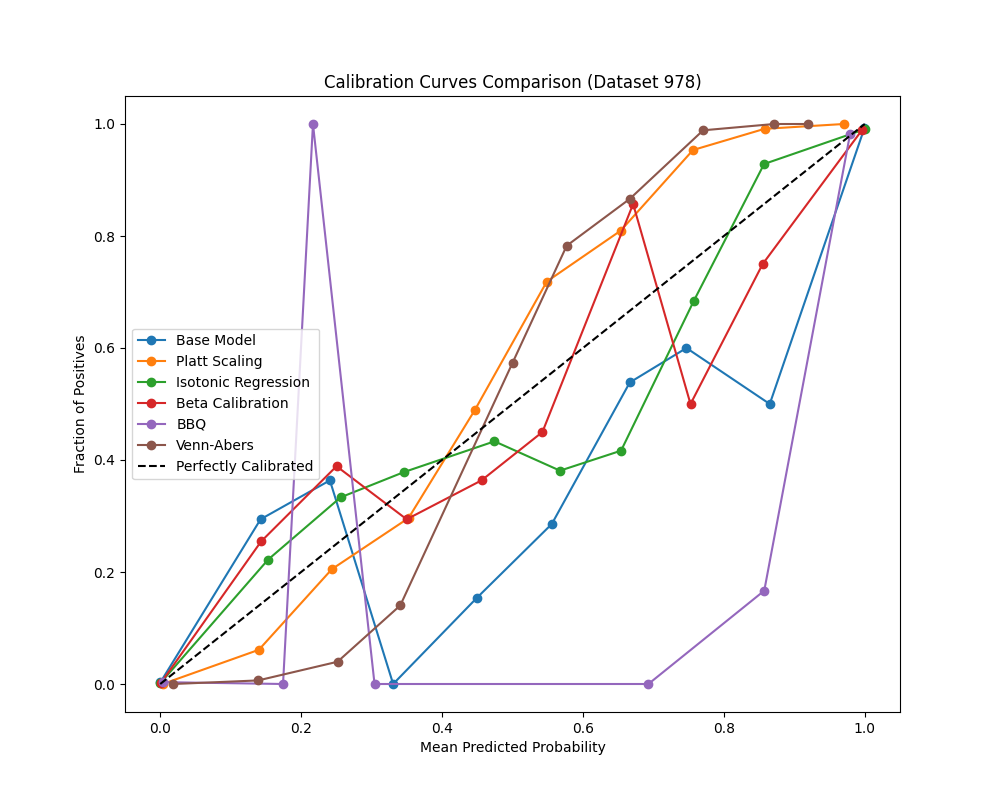 Calibration Curves Comparison (Dataset 978)
1.0
0.8
0.6
0.4
0.2
0.0
Fraction of Positives
Base Model
Platt Scaling
Isotonic Regression
Beta Calibration
BBQ
Venn-Abers
Perfectly Calibrated
0.0 0.2 0.4 0.6 0.8 1.0
Mean Predicted Probability